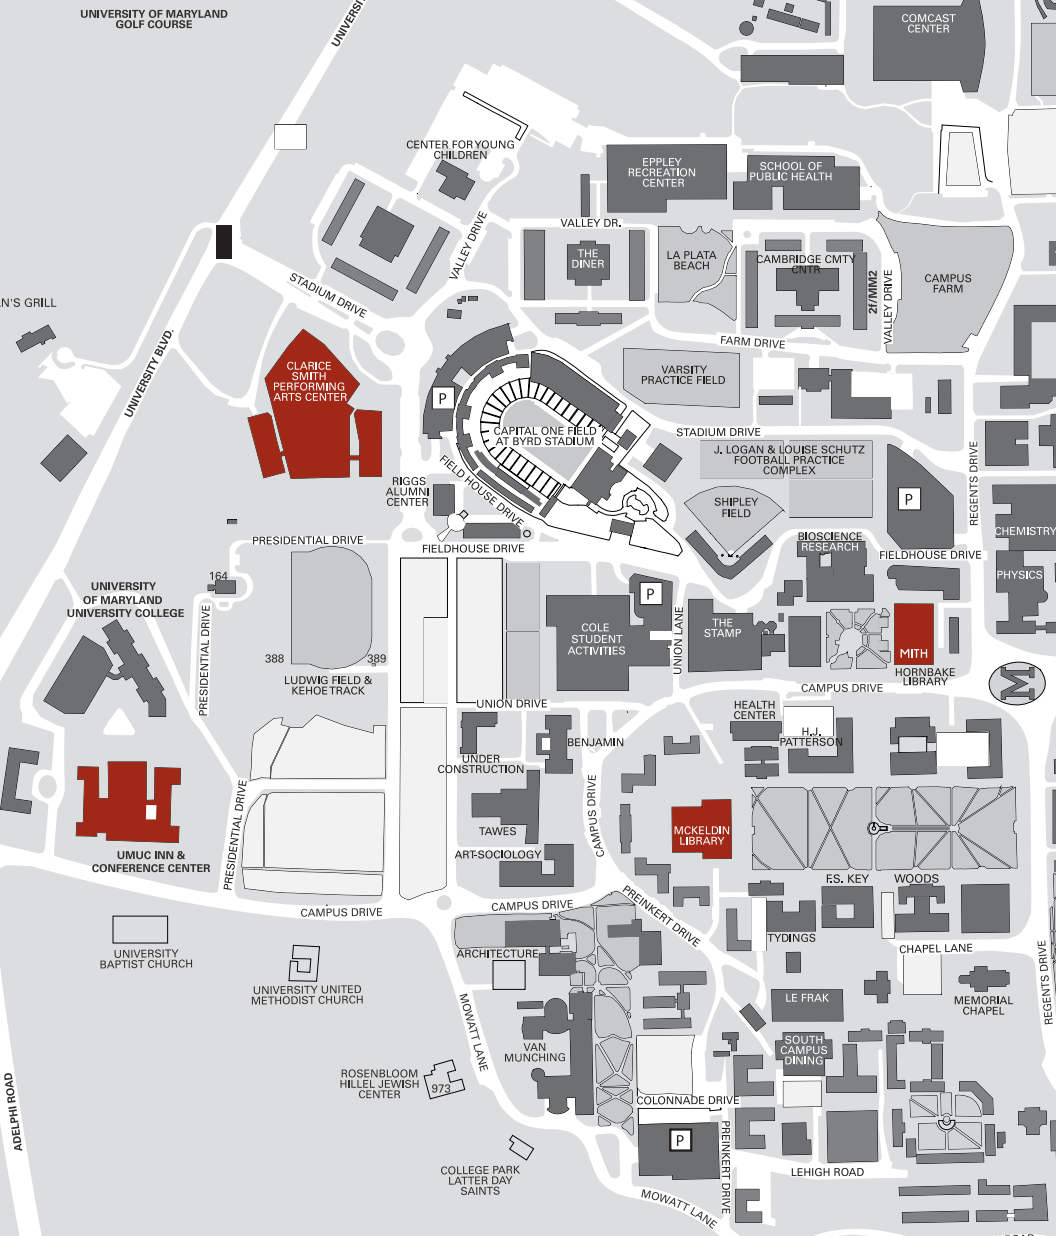 UNIVERSITY OF MARYLAND
GOLF COURSE
COMCAST
CENTER
CENTER FOR YOUNG
CHILDREN
EPPLEY
RECREATION
CENTER
SCHOOL OF
PUBLIC HEALTH
VALLEY DR.
VALLEY DRIVE
THE
DINER
LA PLATA
BEACH
CAMBRIDGE CMTY
CNTR
2f/MM2
VALLEY DRIVE
CAMPUS
FARM
STADIUM DRIVE
N'S GRILL
UNIVERSITY BLVD.
FARM DRIVE
CLARICE
SMITH
PERFORMING
ARTS CENTER
P
VARSITY
PRACTICE FIELD
CAPITAL ONE FIELD
AT BYRD STADIUM
STADIUM DRIVE
J. LOGAN & LOUISE SCHUTZ
FOOTBALL PRACTICE
COMPLEX
FIELD HOUSE DRIVE
RIGGS
ALUMNI
CENTER
SHIPLEY
FIELD
P
REGENTS DRIVE
CHEMISTRY
PRESIDENTIAL DRIVE
FIELDHOUSE DRIVE
BIOSCIENCE
RESEARCH
FIELDHOUSE DRIVE
PHYSICS
164
UNIVERSITY
OF MARYLAND
UNIVERSITY COLLEGE
PRESIDENTIAL DRIVE
P
COLE
STUDENT
ACTIVITIES
UNION LANE
THE
STAMP
MITH
HORNBAKE
LIBRARY
388
389
LUDWIG FIELD &
KEHOE TRACK
CAMPUS DRIVE
M
UNION DRIVE
HEALTH
CENTER
H.J.
PATTERSON
BENJAMIN
UNDER
CONSTRUCTION
CAMPUS DRIVE
PRESIDENTIAL DRIVE
TAWES
MCKELDIN
LIBRARY
UMUC INN &
CONFERENCE CENTER
ART-SOCIOLOGY
F.S. KEY
WOODS
CAMPUS DRIVE
CAMPUS DRIVE
PREINKERT DRIVE
TYDINGS
CHAPEL LANE
UNIVERSITY
BAPTIST CHURCH
ARCHITECTURE
UNIVERSITY UNITED
METHODIST CHURCH
MOWATT LANE
LE FRAK
MEMORIAL
CHAPEL
REGENTS DRIVE
VAN
MUNCHING
SOUTH
CAMPUS
DINING
ROSENBLOOM
HILLEL JEWISH
CENTER
973
ADELPHI ROAD
COLONNADE DRIVE
P
PREINKERT DRIVE
COLLEGE PARK
LATTER DAY
SAINTS
LEHIGH ROAD
MOWATT LANE